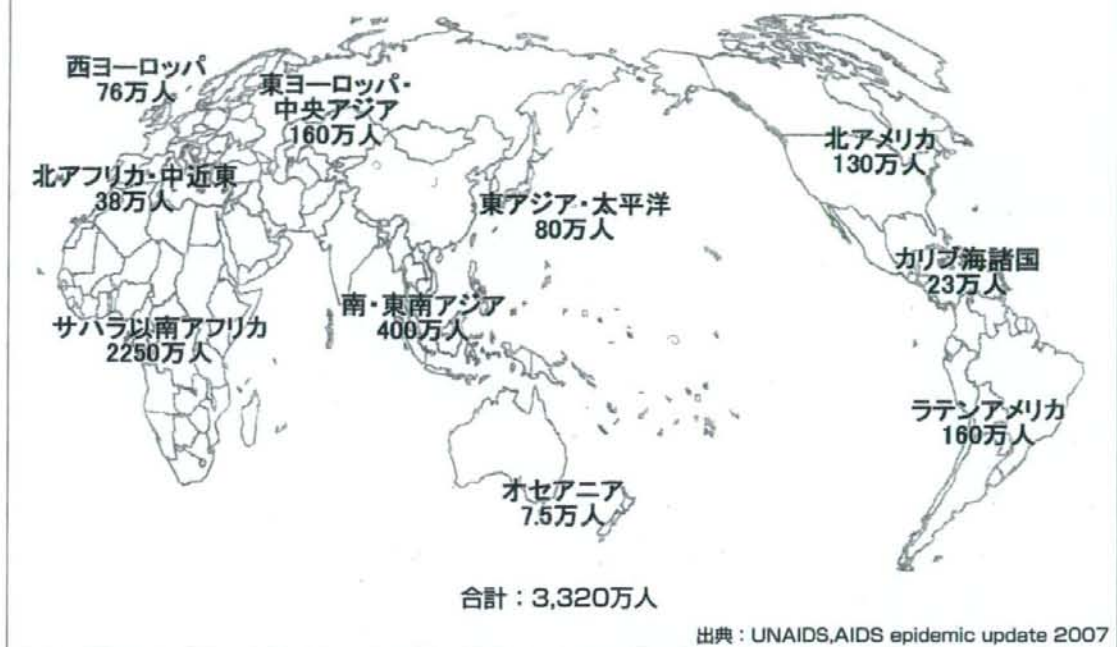 西ヨーロッパ
76万人
東ヨーロッパ・
中央アジア
160万人
北アメリカ
130万人
北アフリカ・中近東
38万人
東アジア・太平洋
80万人
カリブ海諸国
23万人
南・東南アジア
400万人
サハラ以南アフリカ
2250万人
ラテンアメリカ
160万人
オセアニア
7.5万人
合計：3,320万人
出典：UNAIDS,AIDS epidemic update 2007